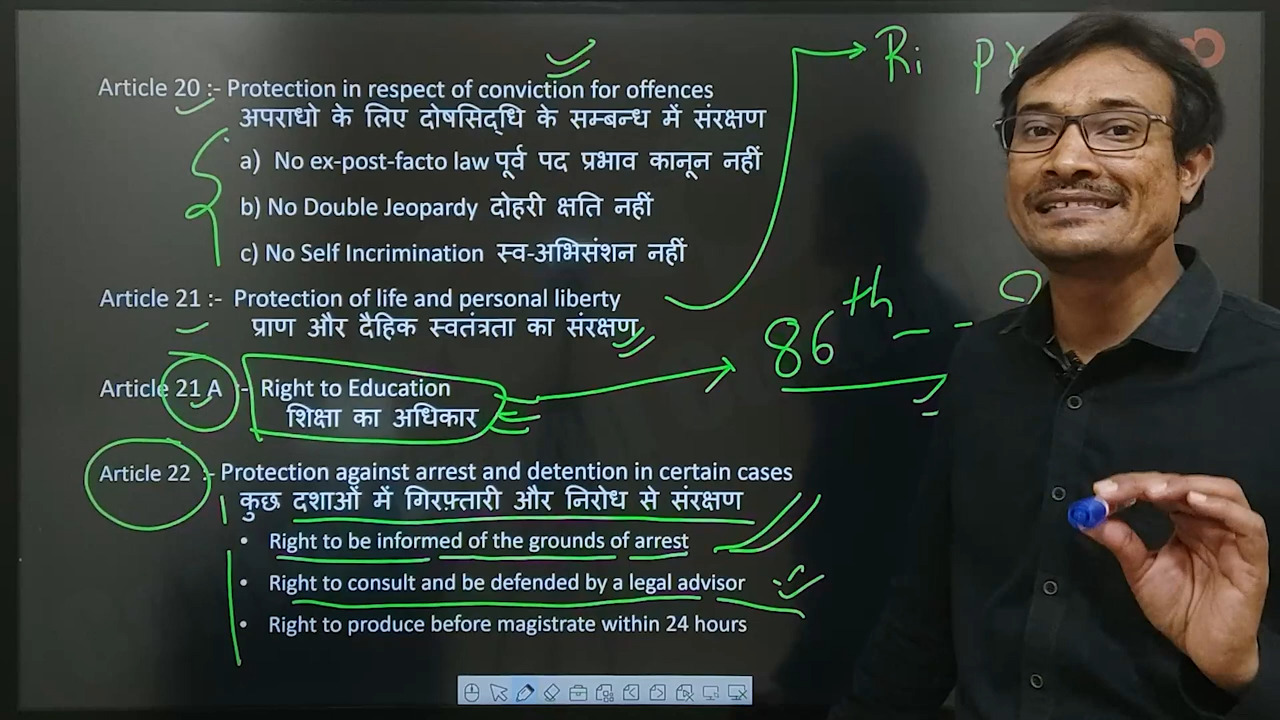 Article 20 :- Protection in respect of conviction for offences
अपराधो के लिए दोषसिद्धि के सम्बन्ध में संरक्षण
a) No ex-post-facto law पूर्व पद प्रभाव कानून नहीं
b) No Double Jeopardy दोहरी क्षति नहीं
c) No Self Incrimination स्व-अभिसंशन नहीं
Article 21 :- Protection of life and personal liberty
प्राण और दैहिक स्वतंत्रता का संरक्षण
Article 21 A :- Right to Education
शिक्षा का अधिकार
Article 22 :- Protection against arrest and detention in certain cases
कुछ दशाओं में गिरफ़्तारी और निरोध से संरक्षण
• Right to be informed of the grounds of arrest
• Right to consult and be defended by a legal advisor
• Right to produce before magistrate within 24 hours
Ri
86th